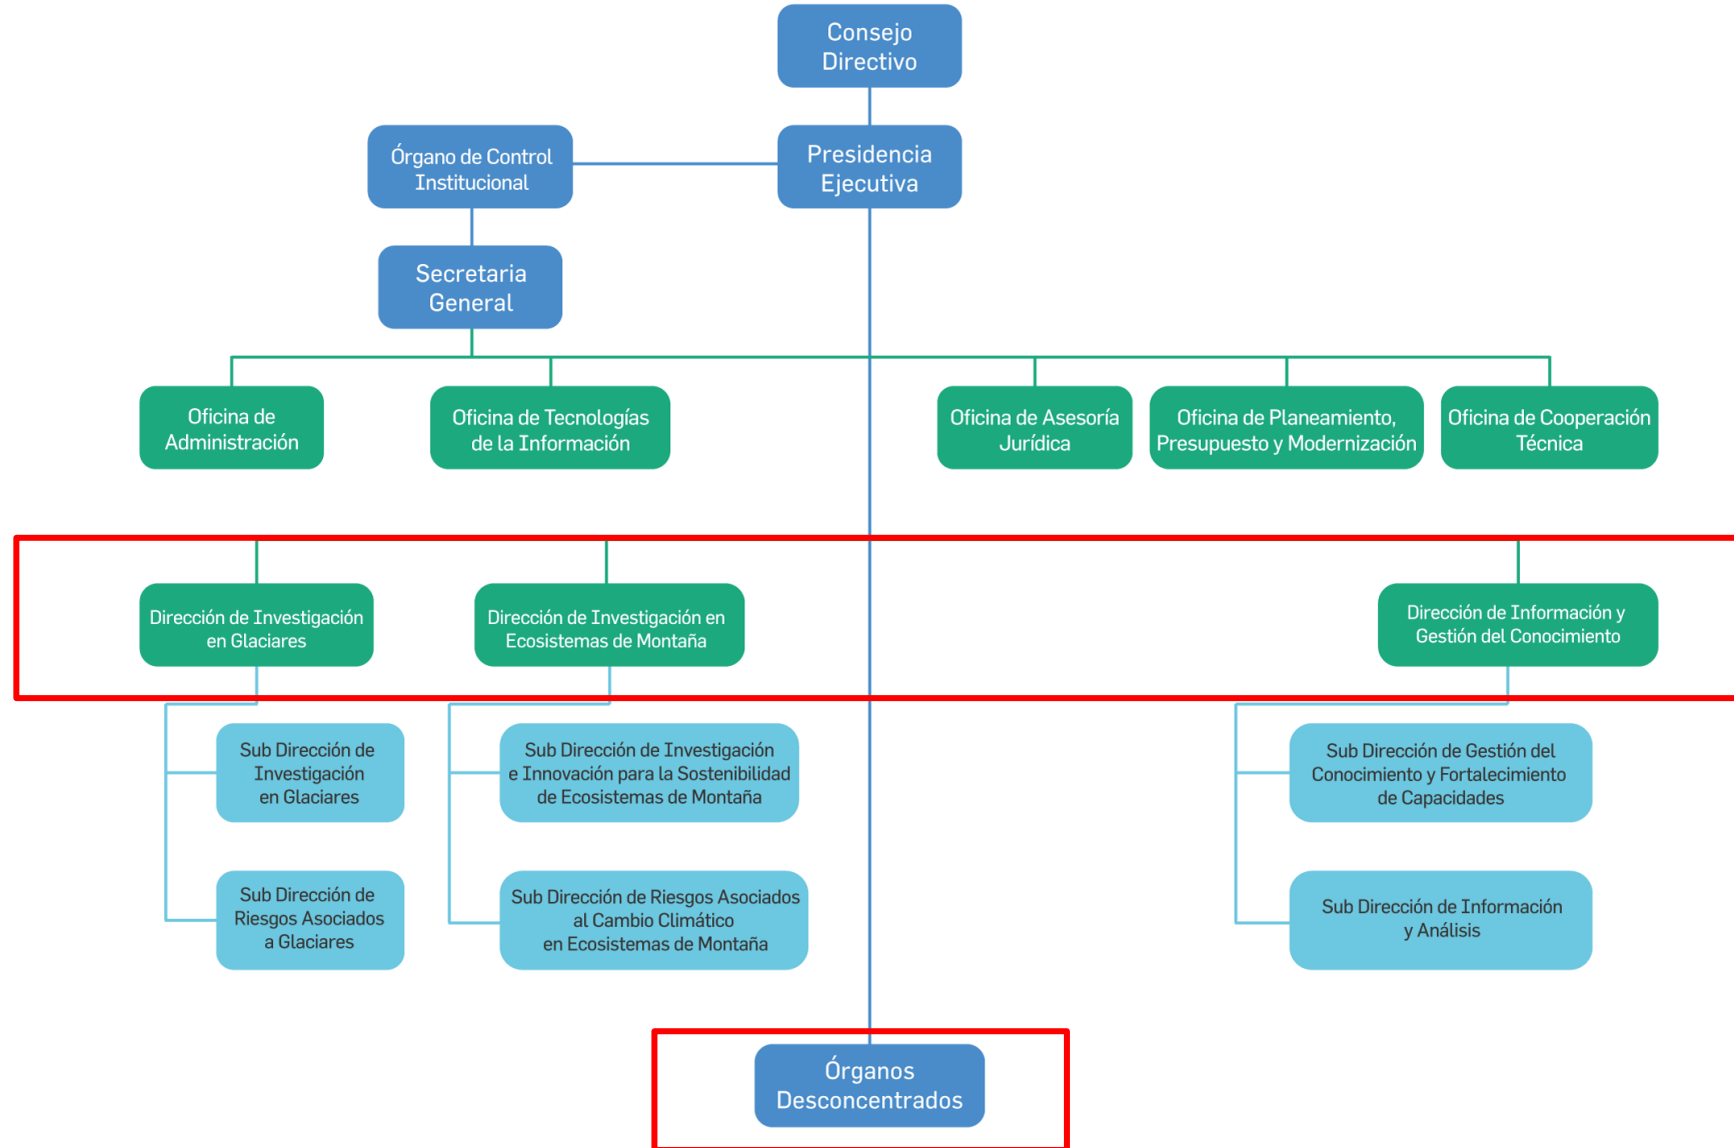 Consejo
Directivo
Órgano de Control
Institucional
Presidencia
Ejecutiva
Secretaria
General
Oficina de
Administración
Oficina de Tecnologías
de la Información
Oficina de Asesoría
Jurídica
Oficina de Planeamiento,
Presupuesto y Modernización
Oficina de Cooperación
Técnica
Dirección de Investigación
en Glaciares
Dirección de Investigación en
Ecosistemas de Montaña
Dirección de Información y
Gestión del Conocimiento
Sub Dirección de
Investigación
en Glaciares
Sub Dirección de Investigación
e Innovación para la Sostenibilidad
de Ecosistemas de Montaña
Sub Dirección de Gestión del
Conocimiento y Fortalecimiento
de Capacidades
Sub Dirección de
Riesgos Asociados
a Glaciares
Sub Dirección de Riesgos Asociados
al Cambio Climático
en Ecosistemas de Montaña
Sub Dirección de Información
y Análisis
Órganos
Desconcentrados